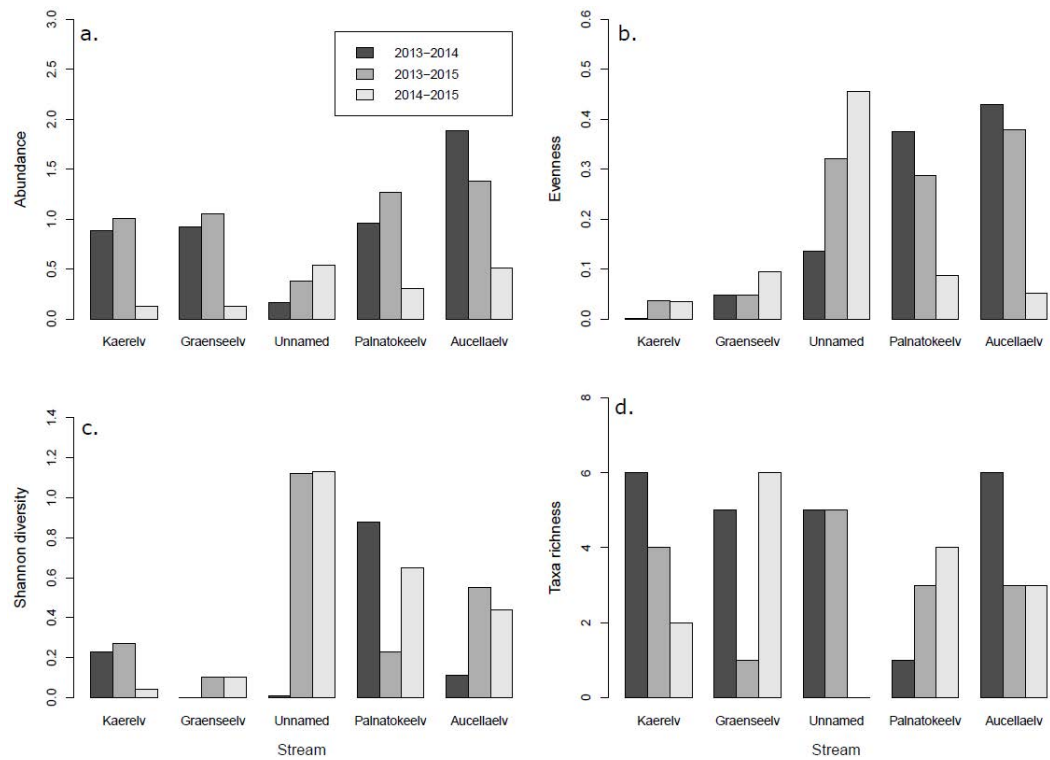 a.
3.0
2.5
2.0
1.5
1.0
0.5
0.0
Abundance
2013−2014
2013−2015
2014−2015
Kaerelv Graenseelv Unnamed Palnatokeelv Aucellaelv
b.
0.6
0.5
0.4
0.3
0.2
0.1
0.0
Evenness
Kaerelv Graenseelv Unnamed Palnatokeelv Aucellaelv
c.
1.4
1.2
1.0
0.8
0.6
0.4
0.2
0.0
Shannon diversity
Kaerelv Graenseelv Unnamed Palnatokeelv Aucellaelv
Stream
d.
8
6
4
2
0
Taxa richness
Kaerelv Graenseelv Unnamed Palnatokeelv Aucellaelv
Stream